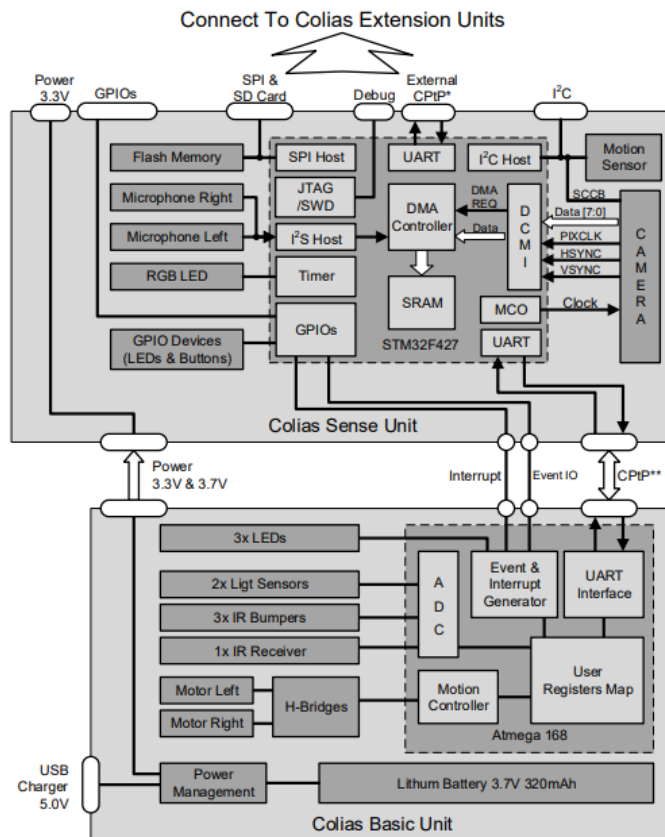 Connect To Colias Extension Units
Power
3.3V
GPIOs
SPI &
SD Card
Debug
External
CPtP*
I²C
Flash Memory
SPI Host
UART
I²C Host
Motion
Sensor
Microphone Right
JTAG
/SWD
DMA
Controller
DMA
REQ
Data
D
C
M
I
SCCB
Data [7:0]
PIXCLK
HSYNC
VSYNC
C
A
M
E
R
A
Microphone Left
I²S Host
RGB LED
Timer
SRAM
MCO
Clock
GPIOs
GPIO Devices
(LEDs & Buttons)
STM32F427
UART
Colias Sense Unit
Power
3.3V & 3.7V
Interrupt
Event IO
CPtP**
3x LEDs
2x Ligt Sensors
3x IR Bumpers
1x IR Receiver
A
D
C
Event &
Interrupt
Generator
UART
Interface
Motor Left
Motor Right
H-Bridges
Motion
Controller
User
Registers Map
Atmega 168
USB
Charger
5.0V
Power
Management
Lithum Battery 3.7V 320mAh
Colias Basic Unit